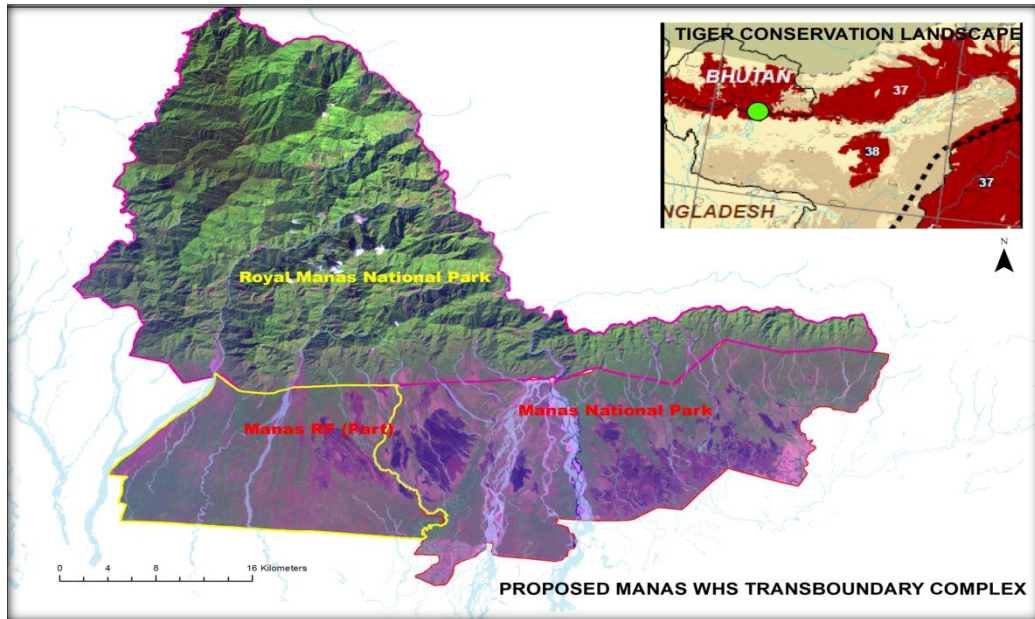 TIGER CONSERVATION LANDSCAPE
BHUTAN
37
38
37
NGLADESH
N
Royal Manas National Park
Manas National Park
Manas RF (Part)
0 4 8 16 Kilometers
PROPOSED MANAS WHS TRANSBOUNDARY COMPLEX